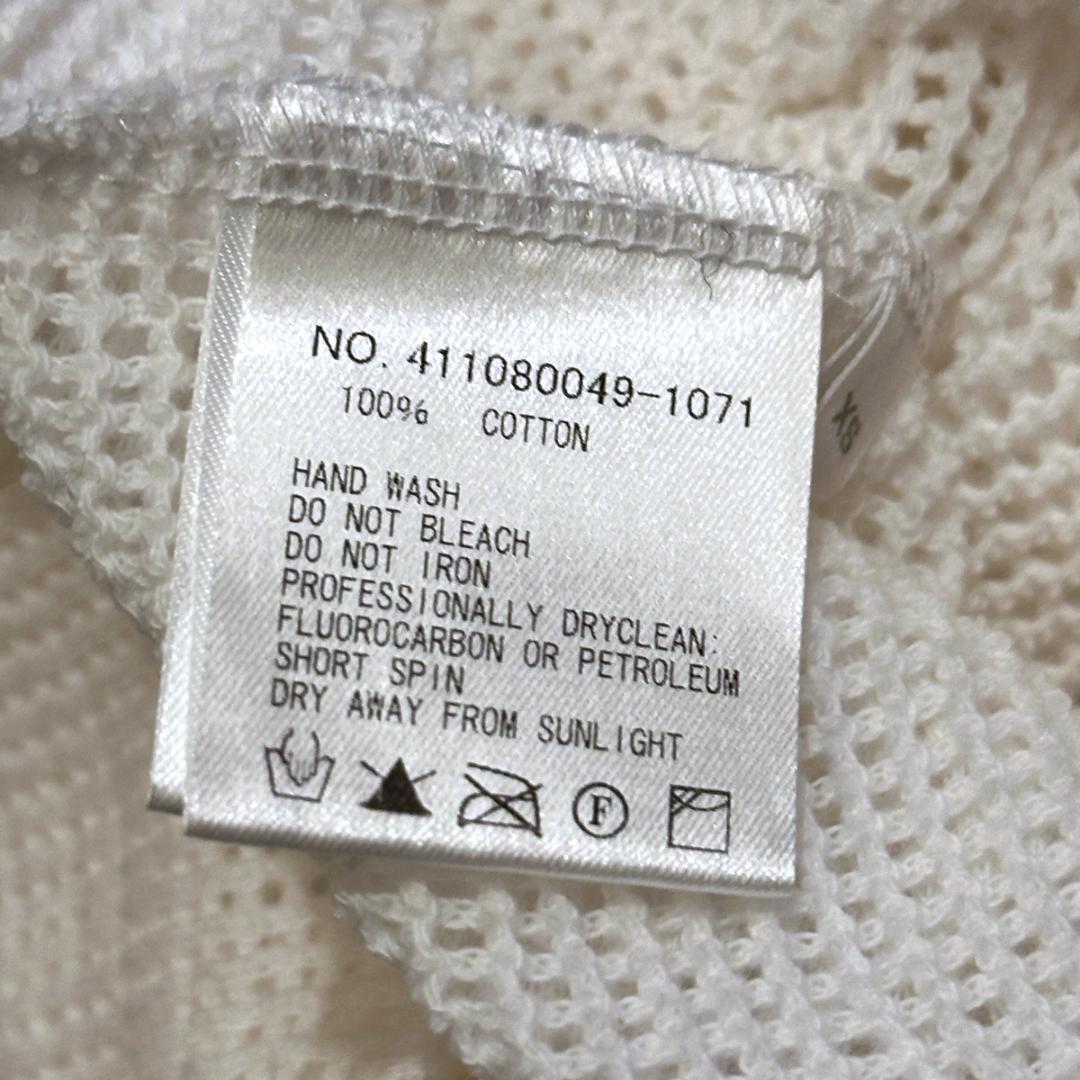 NO. 411080049-1071
100% COTTON
HAND WASH
DO NOT BLEACH
DO NOT IRON
PROFESSIONALLY DRYCLEAN:
FLUOROCARBON OR PETROLEUM
SHORT SPIN
DRY AWAY FROM SUNLIGHT
F
XS